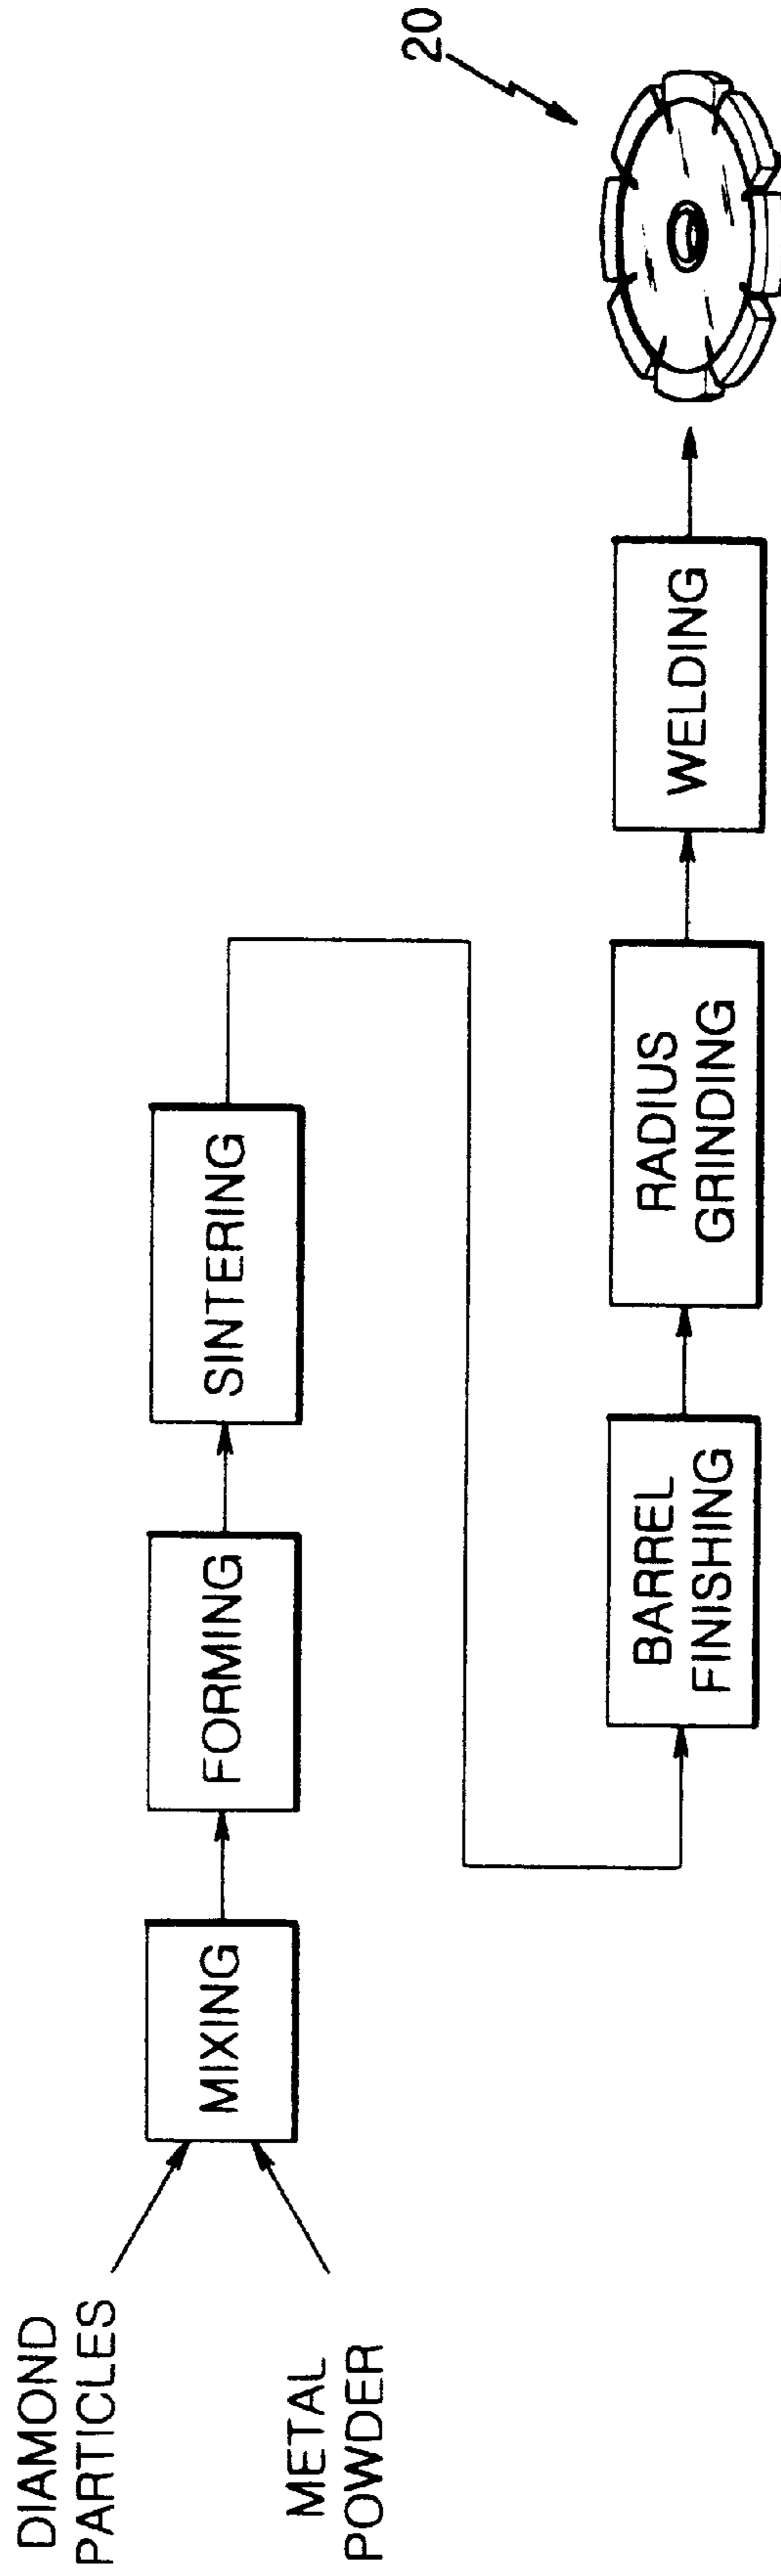 DIAMOND
PARTICLES
METAL
POWDER
MIXING
FORMING
SINTERING
BARREL
FINISHING
RADIUS
GRINDING
WELDING
20